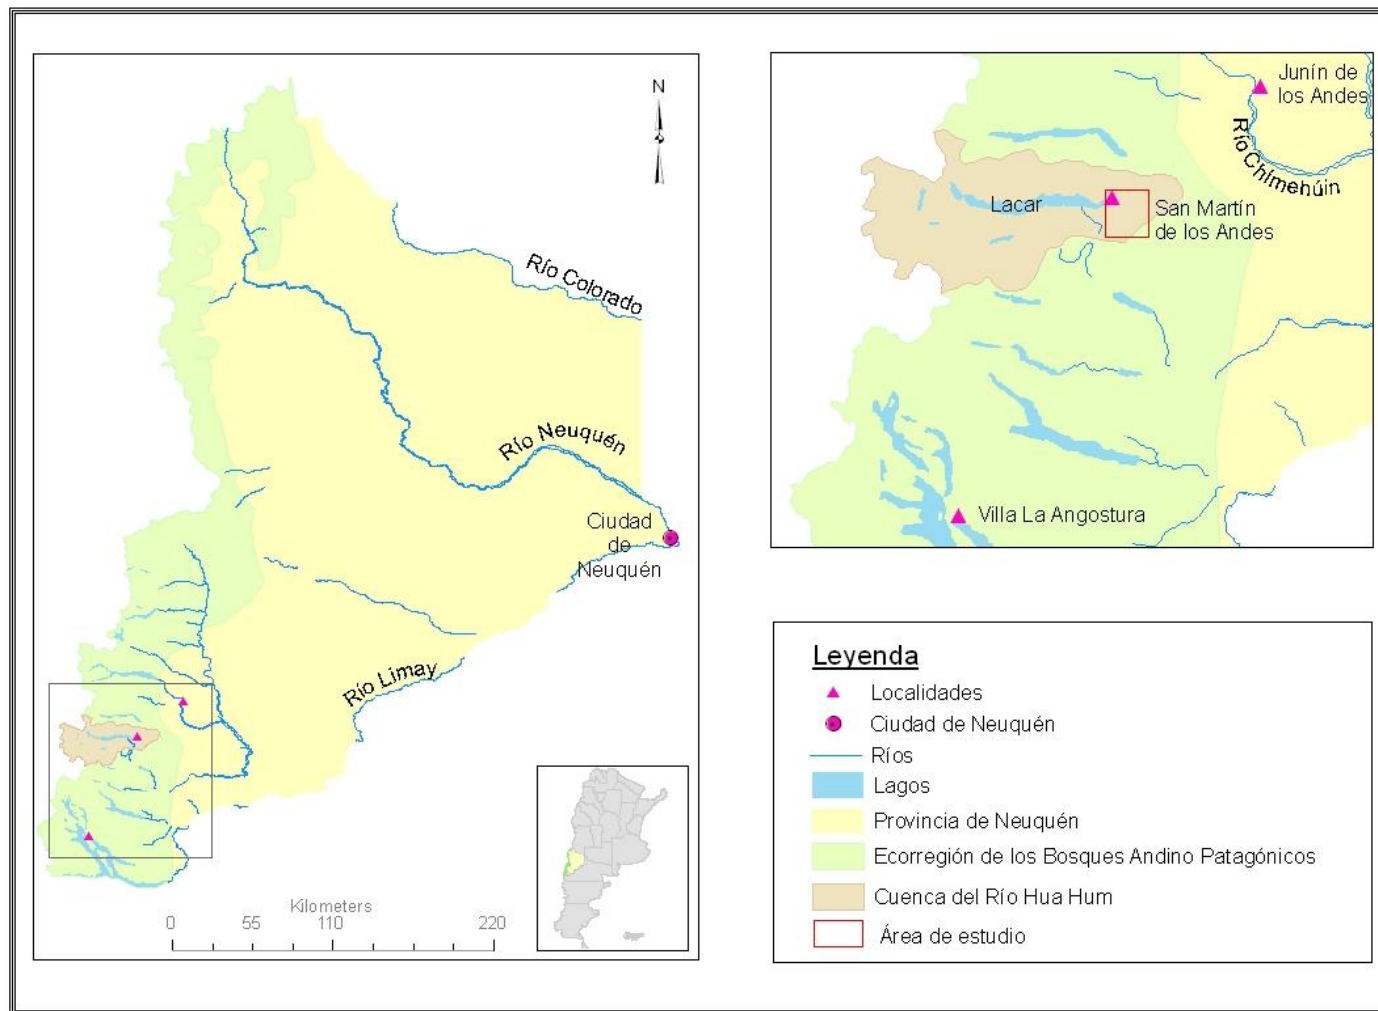 N
Río Colorado
Río Neuquén
Ciudad
de
Neuquén
Río Limay
Kilometers
0 55 110 220
Junín de
los Andes
Río Chimehúin
Lacar
San Martín
de los Andes
Villa La Angostura
Leyenda
Localidades
Ciudad de Neuquén
Ríos
Lagos
Provincia de Neuquén
Ecorregión de los Bosques Andino Patagónicos
Cuenca del Río Hua Hum
Área de estudio